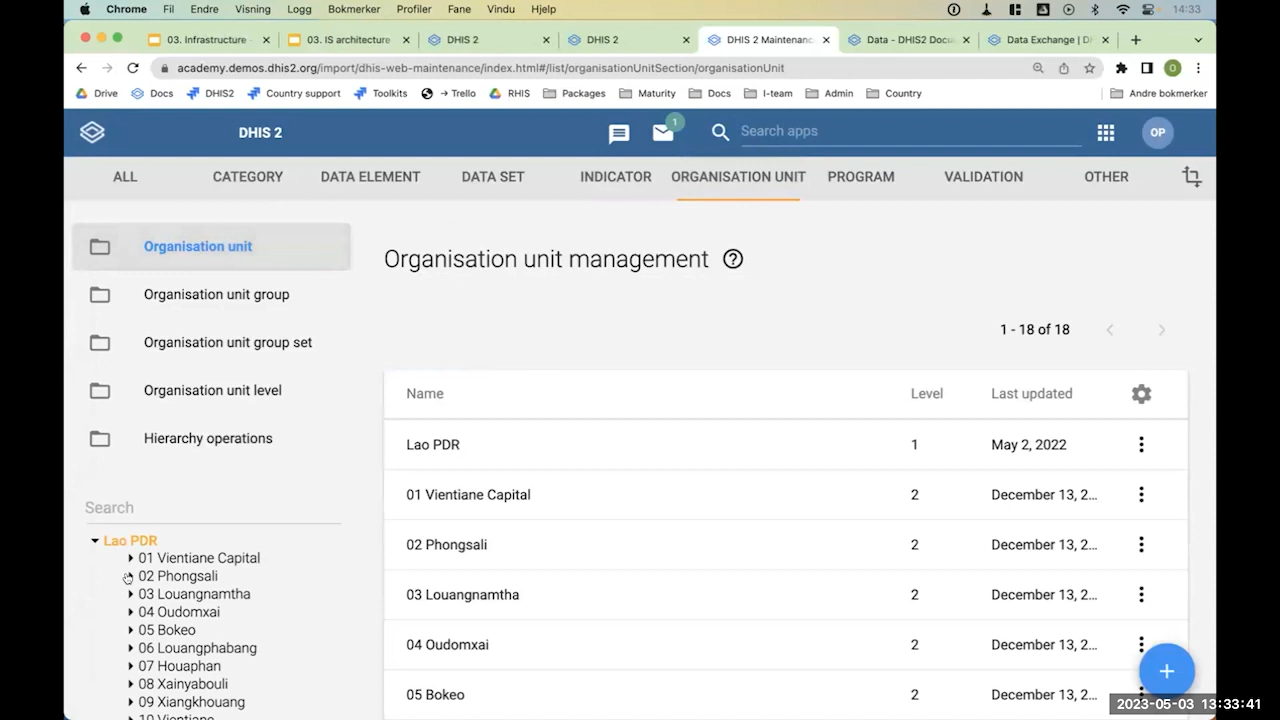 Chrome Fil Endre Visning Logg Bokmerker Profiler Fane Vindu Hjelp 14:33
03. Infrastructure 03. IS architecture DHIS 2 DHIS 2 DHIS 2 Maintenanc Data - DHIS2 Docu Data Exchange | D
academy.demos.dhis2.org/import/dhis-web-maintenance/index.html#/list/organisationUnitSection/organisationUnit
Drive Docs DHIS2 Country support Toolkits → Trello RHIS Packages Maturity Docs I-team Admin Country Andre bokmerker
DHIS 2 1 Search apps OP
ALL CATEGORY DATA ELEMENT DATA SET INDICATOR ORGANISATION UNIT PROGRAM VALIDATION OTHER
Organisation unit
Organisation unit group
Organisation unit group set
Organisation unit level
Hierarchy operations
Search
Lao PDR
01 Vientiane Capital
02 Phongsali
03 Louangnamtha
04 Oudomxai
05 Bokeo
06 Louangphabang
07 Houaphan
08 Xainyabouli
09 Xiangkhouang
10 Vientiane
Organisation unit management
1 - 18 of 18
Name Level Last updated
Lao PDR 1 May 2, 2022
01 Vientiane Capital 2 December 13, 2...
02 Phongsali 2 December 13, 2...
03 Louangnamtha 2 December 13, 2...
04 Oudomxai 2 December 13, 2...
05 Bokeo 2 December 13, 2...
2023-05-03 13:33:41